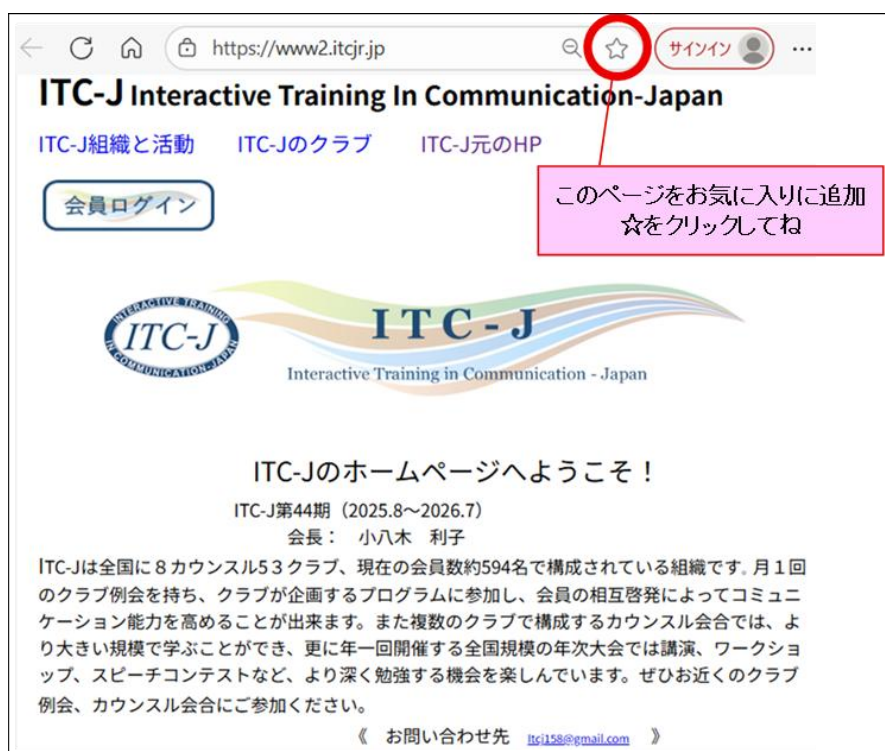 https://www2.itcjr.jp
サインイン
ITC-J Interactive Training In Communication-Japan
ITC-J組織と活動 ITC-Jのクラブ ITC-J元のHP
会員ログイン
このページをお気に入りに追加
☆をクリックしてね
INTERACTIVE TRAINING
ITC-J
IN COMMUNICATION-JAPAN
ITC-J
Interactive Training in Communication - Japan
ITC-Jのホームページへようこそ！
ITC-J第44期（2025.8～2026.7）
会長： 小八木 利子
ITC-Jは全国に８カウンスル5３クラブ、現在の会員数約594名で構成されている組織です。月１回
のクラブ例会を持ち、クラブが企画するプログラムに参加し、会員の相互啓発によってコミュニ
ケーション能力を高めることが出来ます。また複数のクラブで構成するカウンスル会合では、よ
り大きい規模で学ぶことができ、更に年一回開催する全国規模の年次大会では講演、ワークショ
ップ、スピーチコンテストなど、より深く勉強する機会を楽しんでいます。ぜひお近くのクラブ
例会、カウンスル会合にご参加ください。
《 お問い合わせ先 Itcj158@gmail.com 》